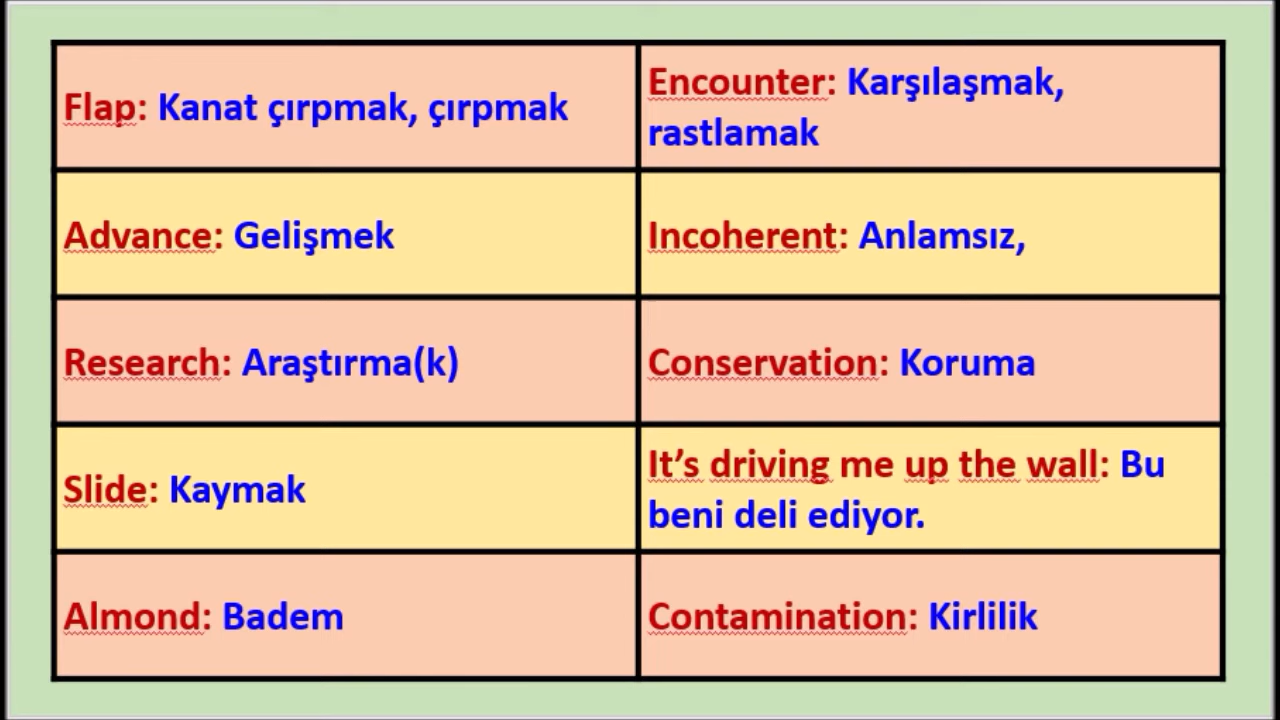 Flap: Kanat çırpmak, çırpmak
Encounter: Karşılaşmak,
rastlamak
Advance: Gelişmek
Incoherent: Anlamsız,
Research: Araştırma(k)
Conservation: Koruma
Slide: Kaymak
It’s driving me up the wall: Bu
beni deli ediyor.
Almond: Badem
Contamination: Kirlilik